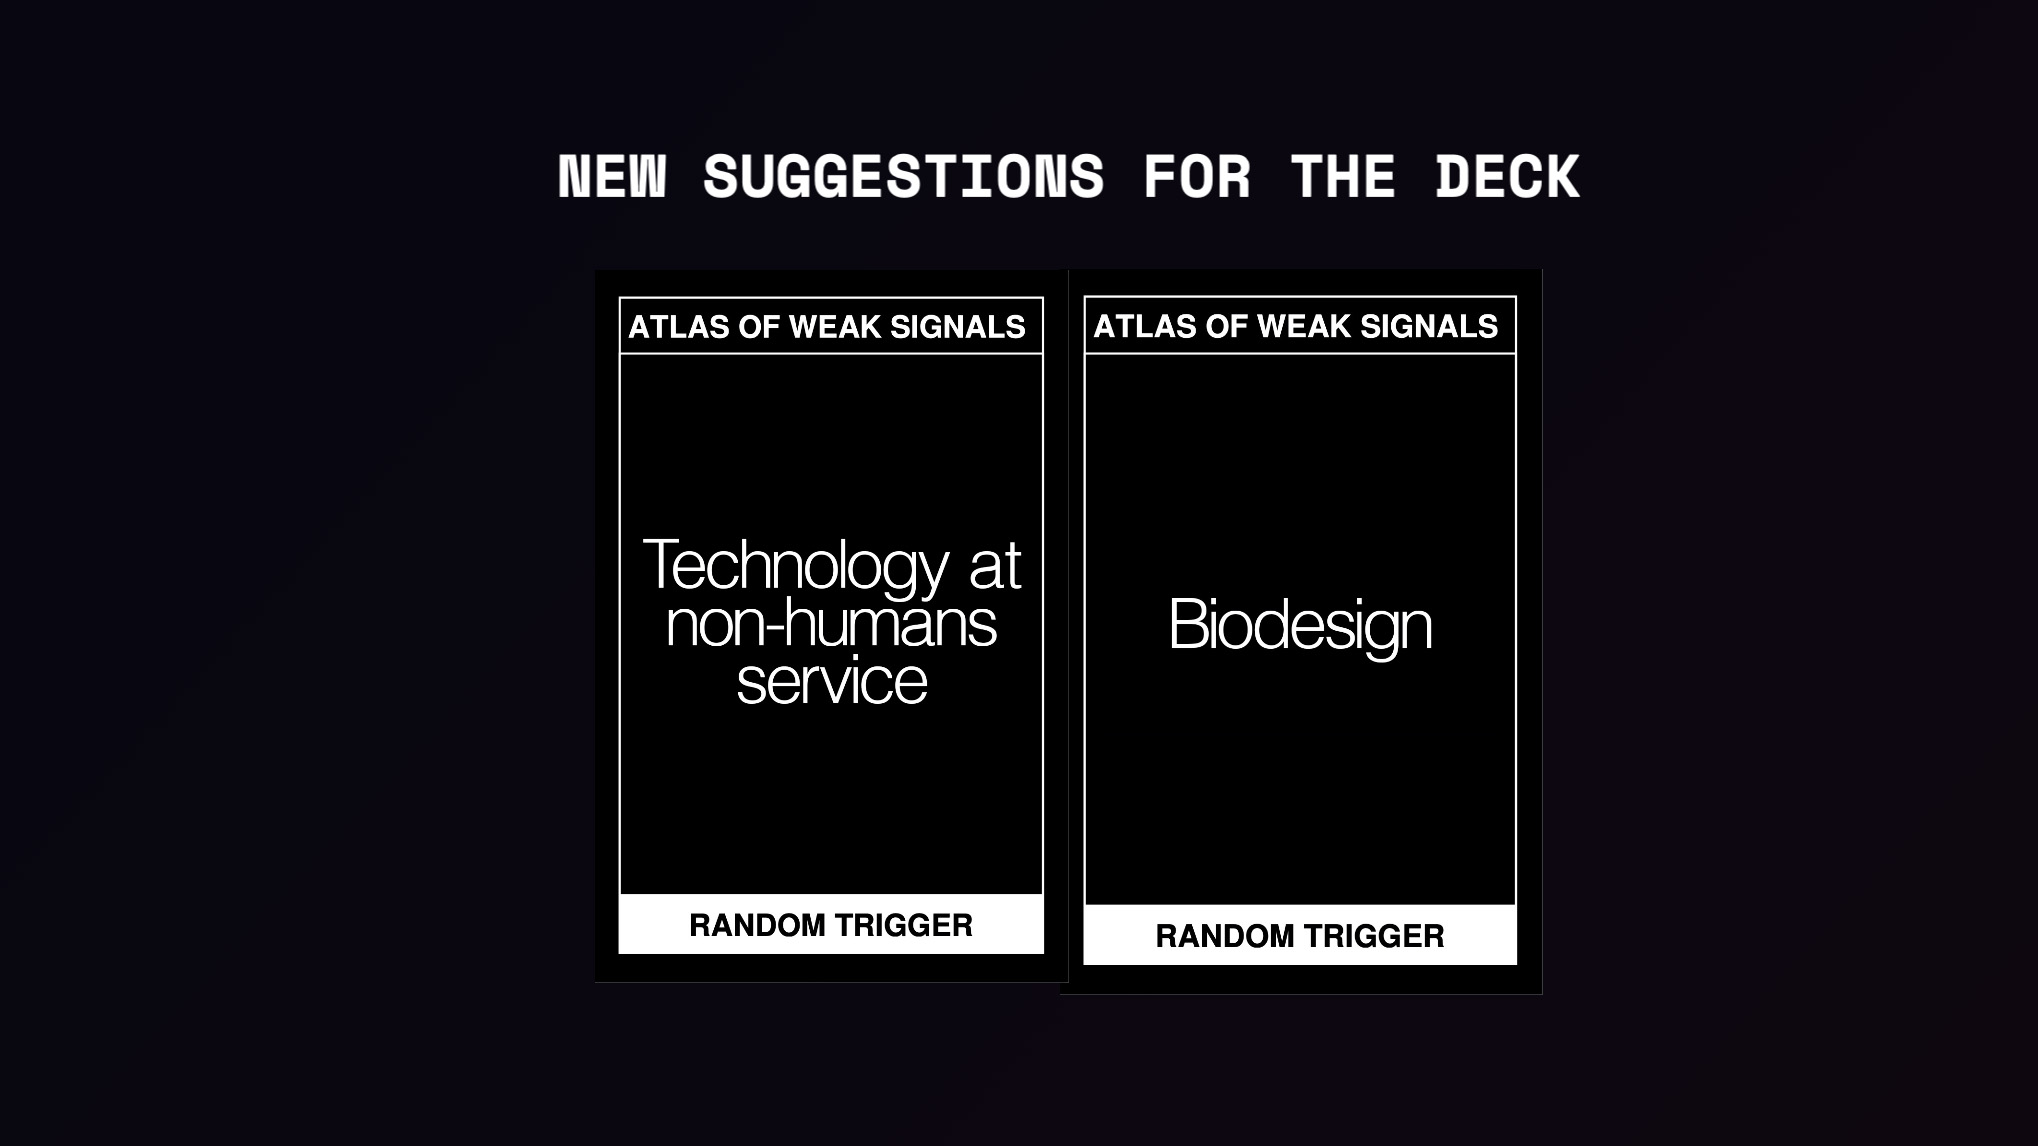 NEW SUGGESTIONS FOR THE DECK
ATLAS OF WEAK SIGNALS
Technology at
non-humans
service
RANDOM TRIGGER
ATLAS OF WEAK SIGNALS
Biodesign
RANDOM TRIGGER